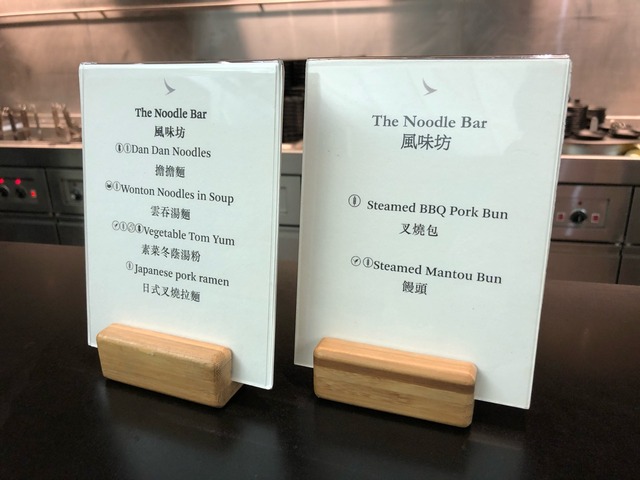 The Noodle Bar
風味坊
Dan Dan Noodles
擔擔麵
Wonton Noodles in Soup
雲吞湯麵
Vegetable Tom Yum
素菜冬蔭湯粉
Japanese pork ramen
日式叉燒拉麵
The Noodle Bar
風味坊
Steamed BBQ Pork Bun
叉燒包
Steamed Mantou Bun
饅頭